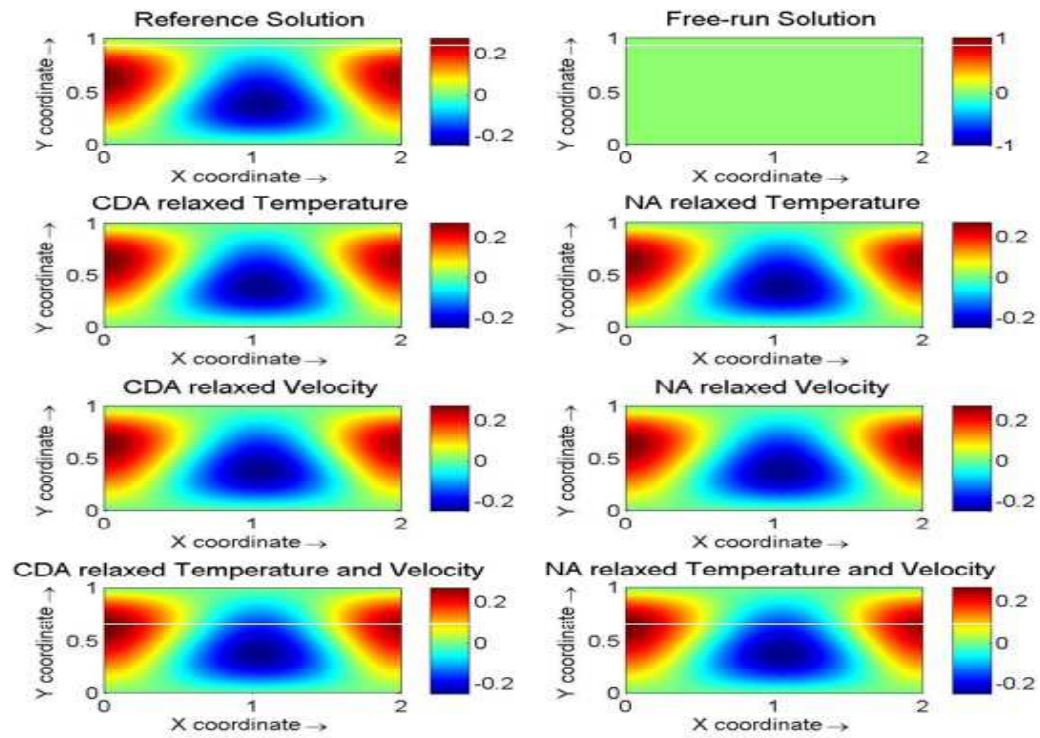 Reference Solution
Y coordinate →
1
0.5
0
0 1 2
X coordinate →
0.2
0
-0.2
Free-run Solution
Y coordinate →
1
0.5
0
0 1 2
X coordinate →
1
0
-1
CDA relaxed Temperature
Y coordinate →
1
0.5
0
0 1 2
X coordinate →
0.2
0
-0.2
NA relaxed Temperature
Y coordinate →
1
0.5
0
0 1 2
X coordinate →
0.2
0
-0.2
CDA relaxed Velocity
Y coordinate →
1
0.5
0
0 1 2
X coordinate →
0.2
0
-0.2
NA relaxed Velocity
Y coordinate →
1
0.5
0
0 1 2
X coordinate →
0.2
0
-0.2
CDA relaxed Temperature and Velocity
Y coordinate →
1
0.5
0
0 1 2
X coordinate →
0.2
0
-0.2
NA relaxed Temperature and Velocity
Y coordinate →
1
0.5
0
0 1 2
X coordinate →
0.2
0
-0.2